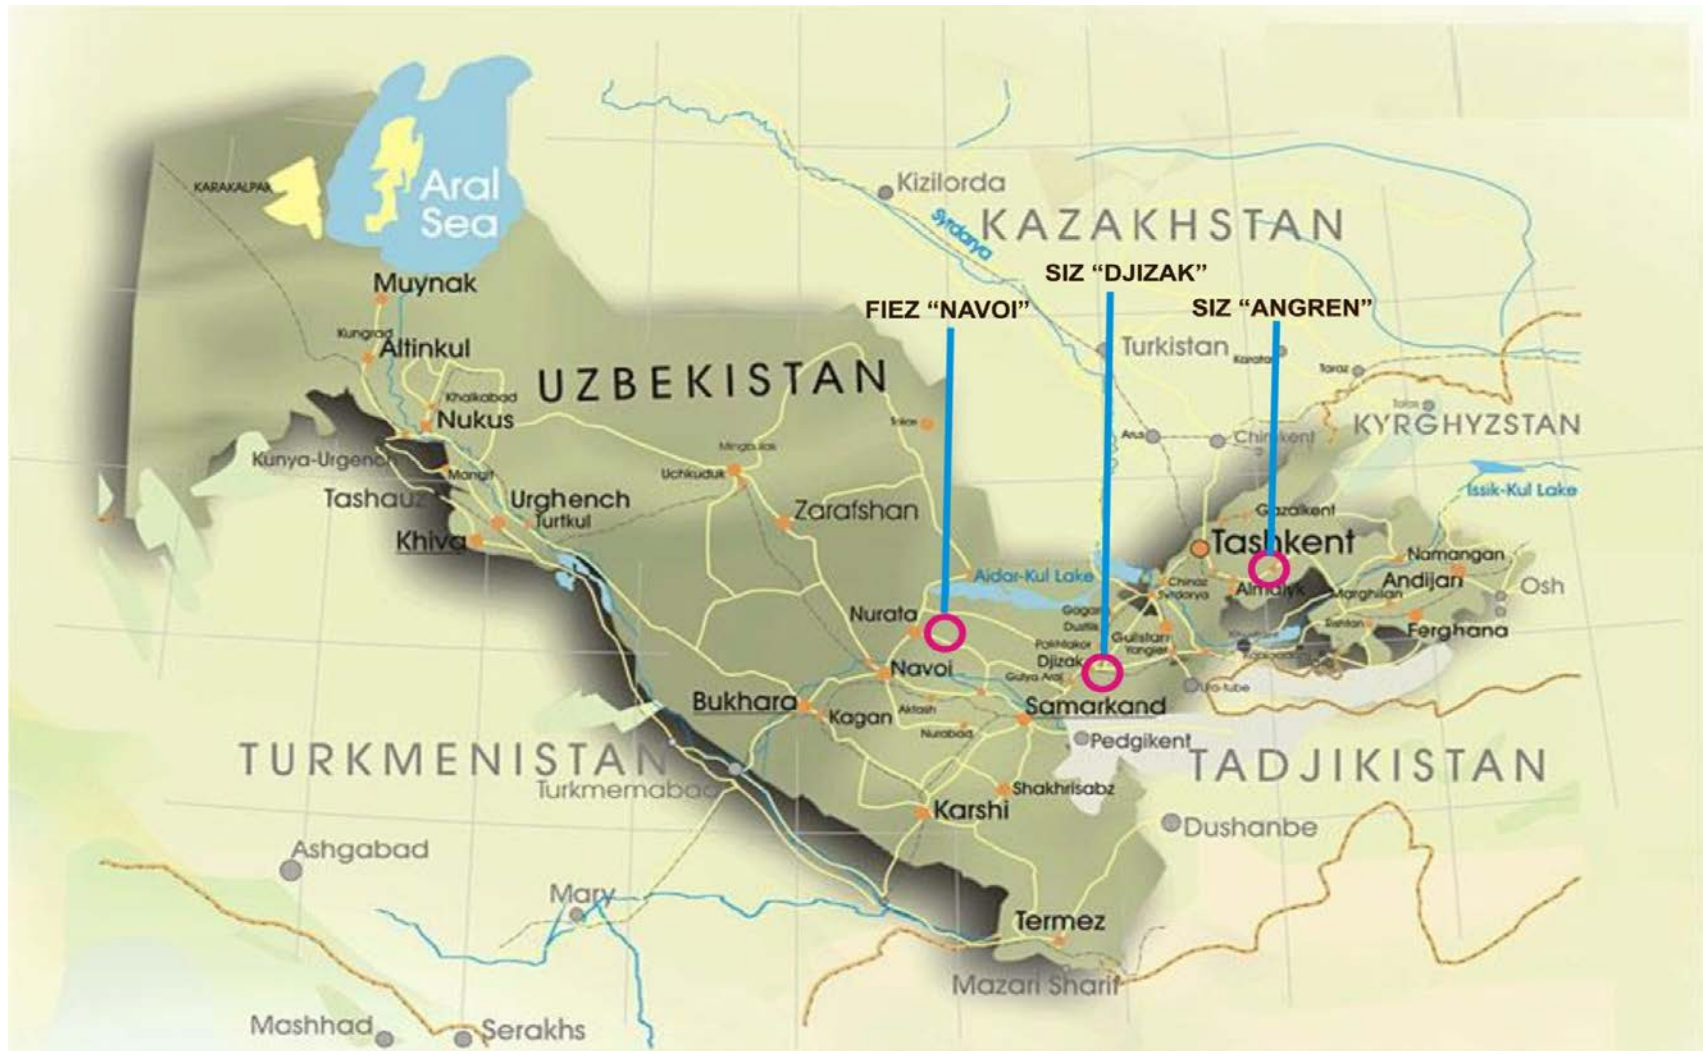 KARAKALPAK
Aral
Sea
Kizilorda
Syrdarya
KAZAKHSTAN
SIZ “DJIZAK”
FIEZ “NAVOI”
SIZ “ANGREN”
Muynak
Kungrad
Altinkul
Turkistan
Karatau
Taraz
UZBEKISTAN
Khalkabad
Nukus
Talas
KYRGHYZSTAN
Arus
Chimkent
Mingbulak
Uchkuduk
Kunya-Urgench
Mangit
Issik-Kul Lake
Tashauz
Urghench
Turtkul
Zarafshan
Gazalkent
Khiva
Tashkent
Namangan
Aidar-Kul Lake
Chinaz
Syrdarya
Almalyk
Andijan
Osh
Marghilan
Nurata
Gagarin
Dustlik
Gulistan
Rishtan
Ferghana
Pakhtakor
Yangier
Djizak
Navoi
Gulya Aral
Ura-tube
Bukhara
Kagan
Aktash
Samarkand
Nurabad
Pedgikent
TURKMENISTAN
TADJIKISTAN
Turkmernabad
Shakhrisabz
Karshi
Dushanbe
Ashgabad
Mary
Termez
Mazari Sharif
Mashhad
Serakhs